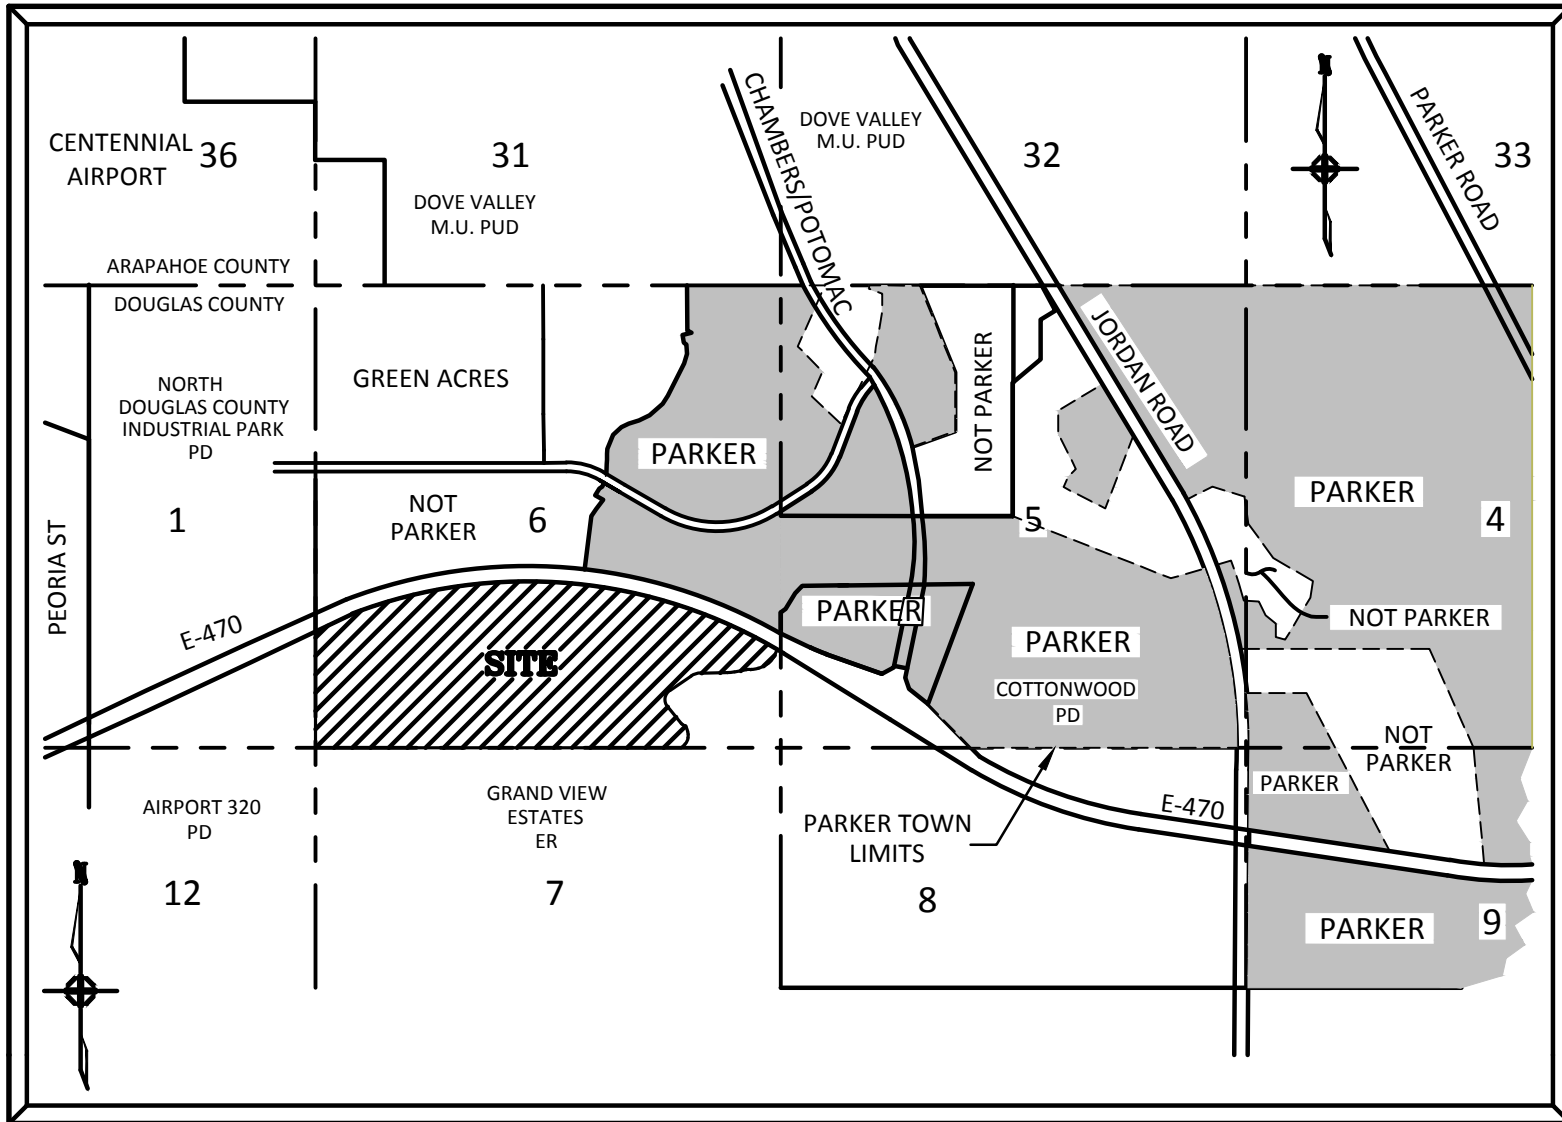 N
CENTENNIAL
AIRPORT
36
31
DOVE VALLEY
M.U. PUD
CHAMBERS/POTOMAC
DOVE VALLEY
M.U. PUD
32
PARKER ROAD
33
ARAPAHOE COUNTY
DOUGLAS COUNTY
NORTH
DOUGLAS COUNTY
INDUSTRIAL PARK
PD
GREEN ACRES
PARKER
NOT PARKER
JORDAN ROAD
PARKER
PEORIA ST
1
NOT
PARKER
6
5
4
E-470
SITE
PARKER
PARKER
NOT PARKER
COTTONWOOD
PD
NOT
PARKER
PARKER
AIRPORT 320
PD
GRAND VIEW
ESTATES
ER
PARKER TOWN
LIMITS
E-470
N
12
7
8
PARKER
9